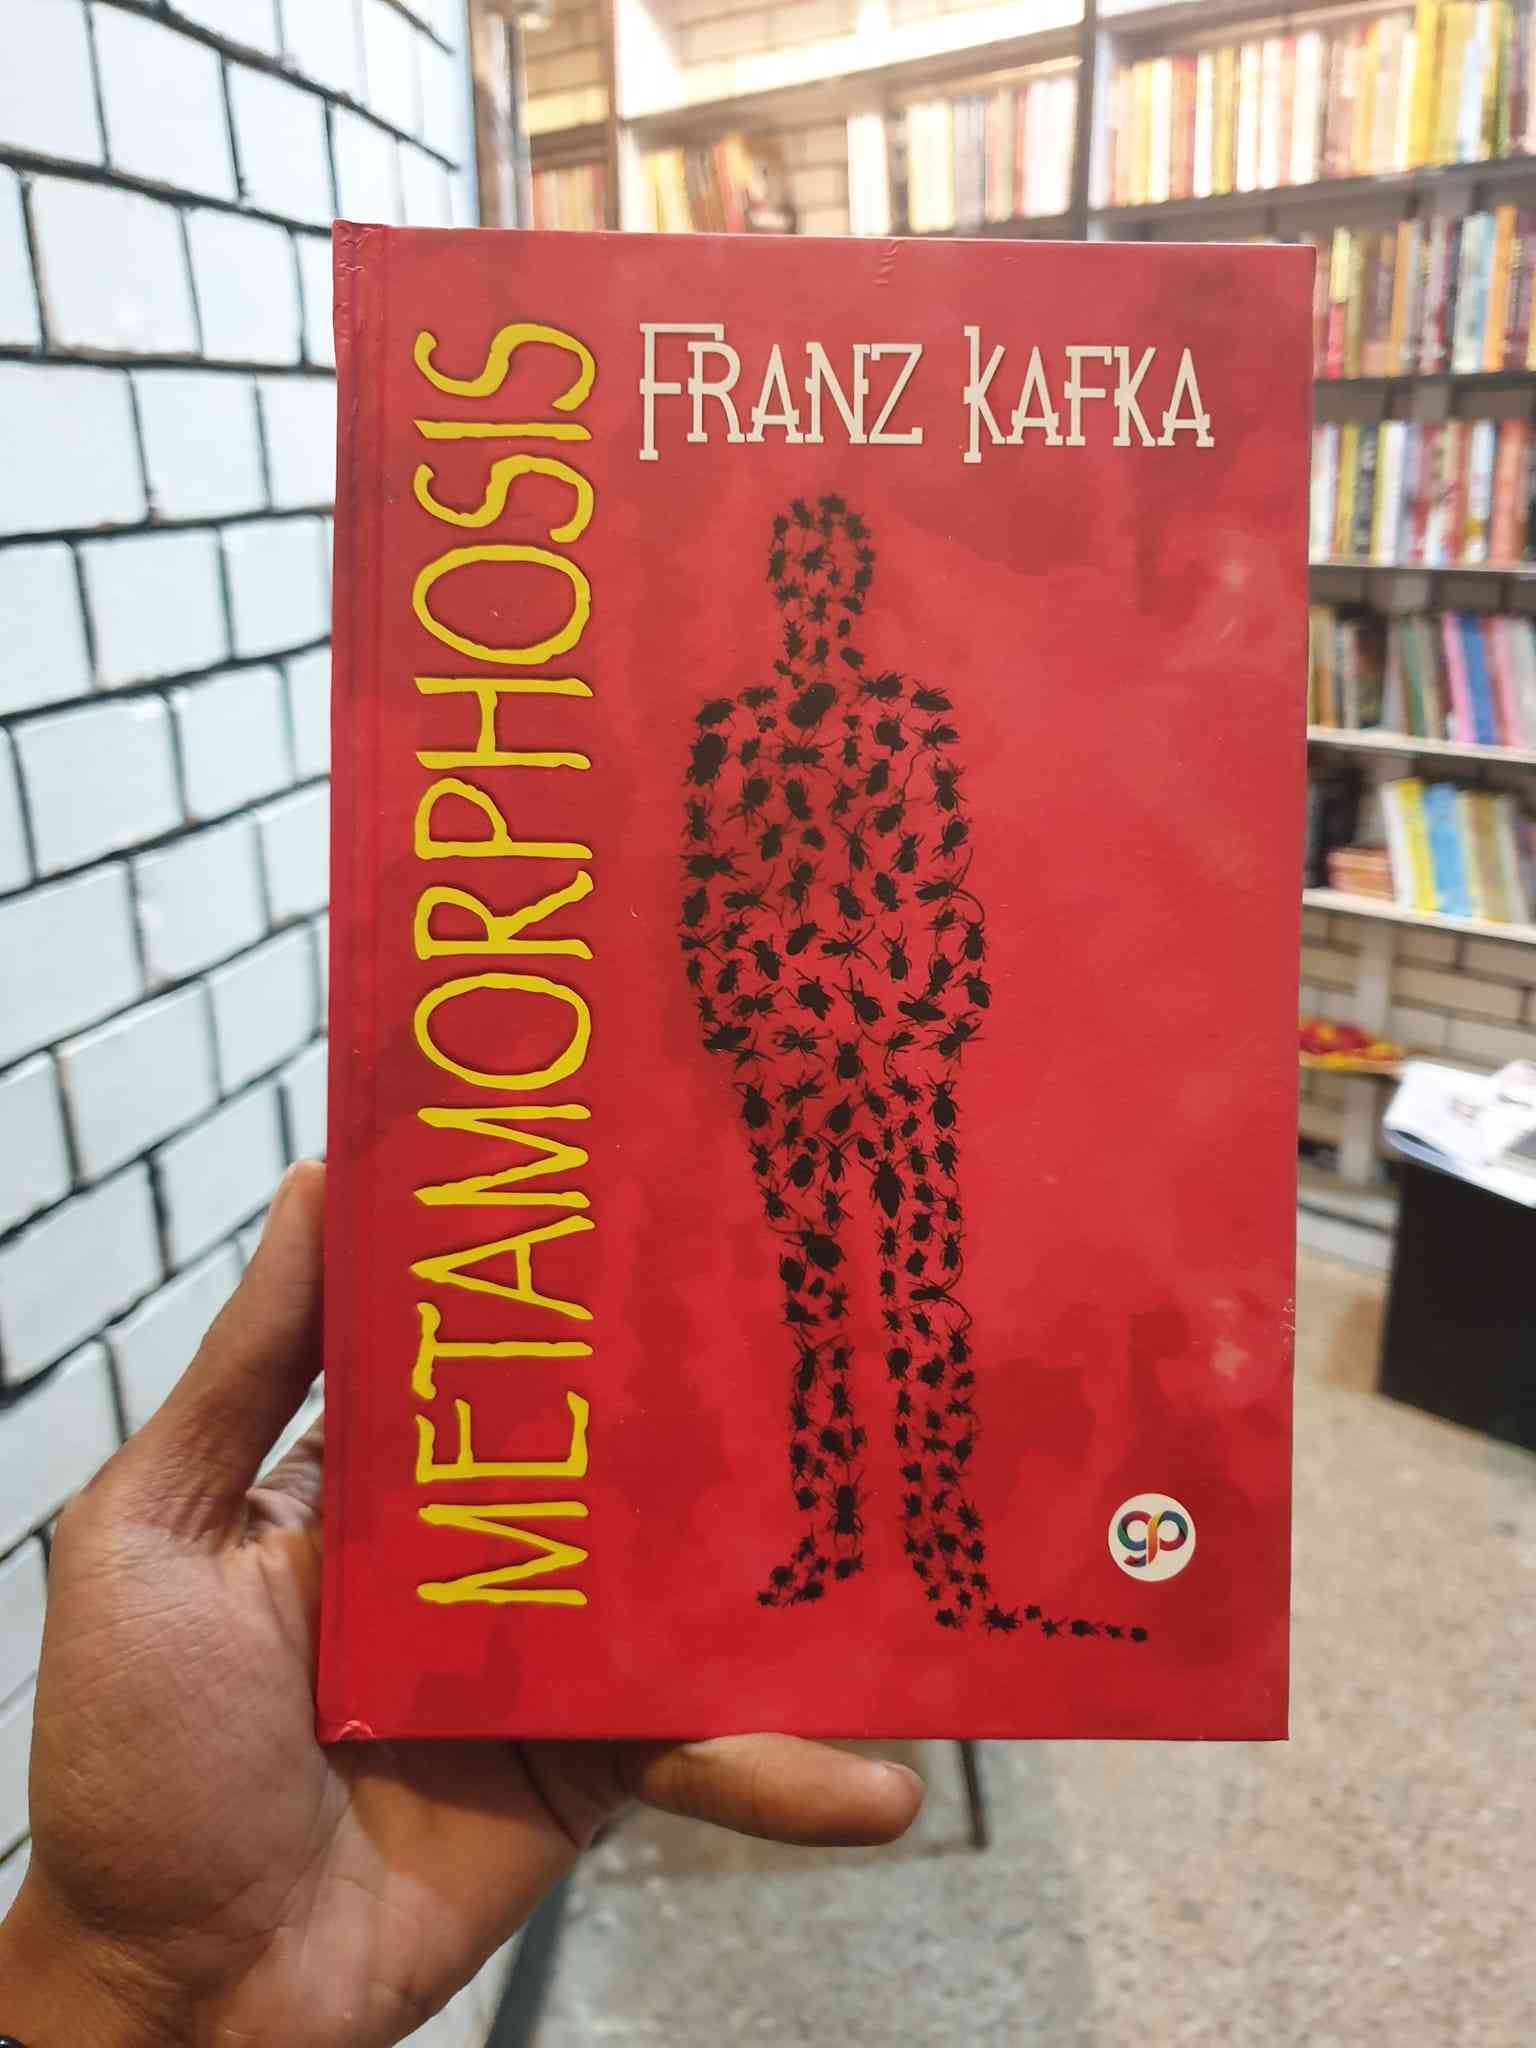 METAMORPHOSIS
FRANZ KAFKA
gp